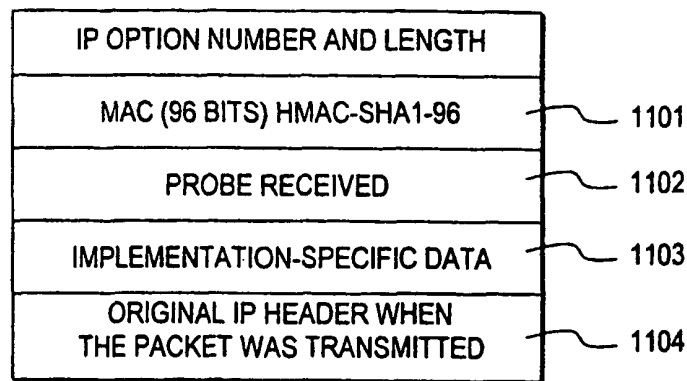 IP OPTION NUMBER AND LENGTH
MAC (96 BITS) HMAC-SHA1-96
1101
PROBE RECEIVED
1102
IMPLEMENTATION-SPECIFIC DATA
1103
ORIGINAL IP HEADER WHEN
THE PACKET WAS TRANSMITTED
1104